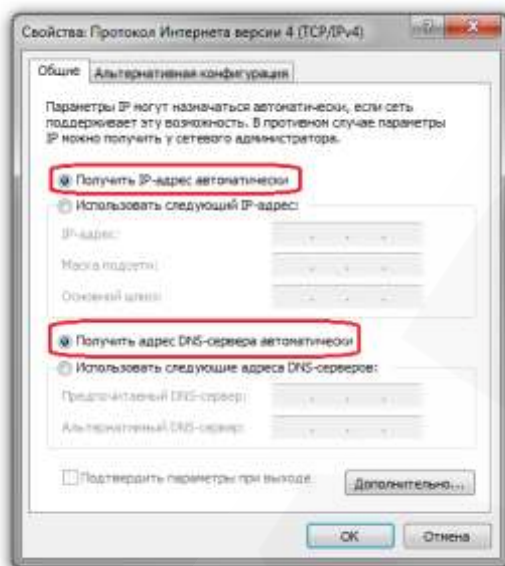 Свойства: Протокол Интернета версии 4 (TCP/IPv4)
Общие
Альтернативная конфигурация
Параметры IP могут назначаться автоматически, если сеть
поддерживает эту возможность. В противном случае параметры
IP можно получить у сетевого администратора.
Получить IP-адрес автоматически
Использовать следующий IP-адрес:
IP-адрес:
Маска подсети:
Основной шлюз:
Получить адрес DNS-сервера автоматически
Использовать следующие адреса DNS-серверов:
Предпочитаемый DNS-сервер:
Альтернативный DNS-сервер:
Подтвердить параметры при выходе
Дополнительно...
ОК
Отмена